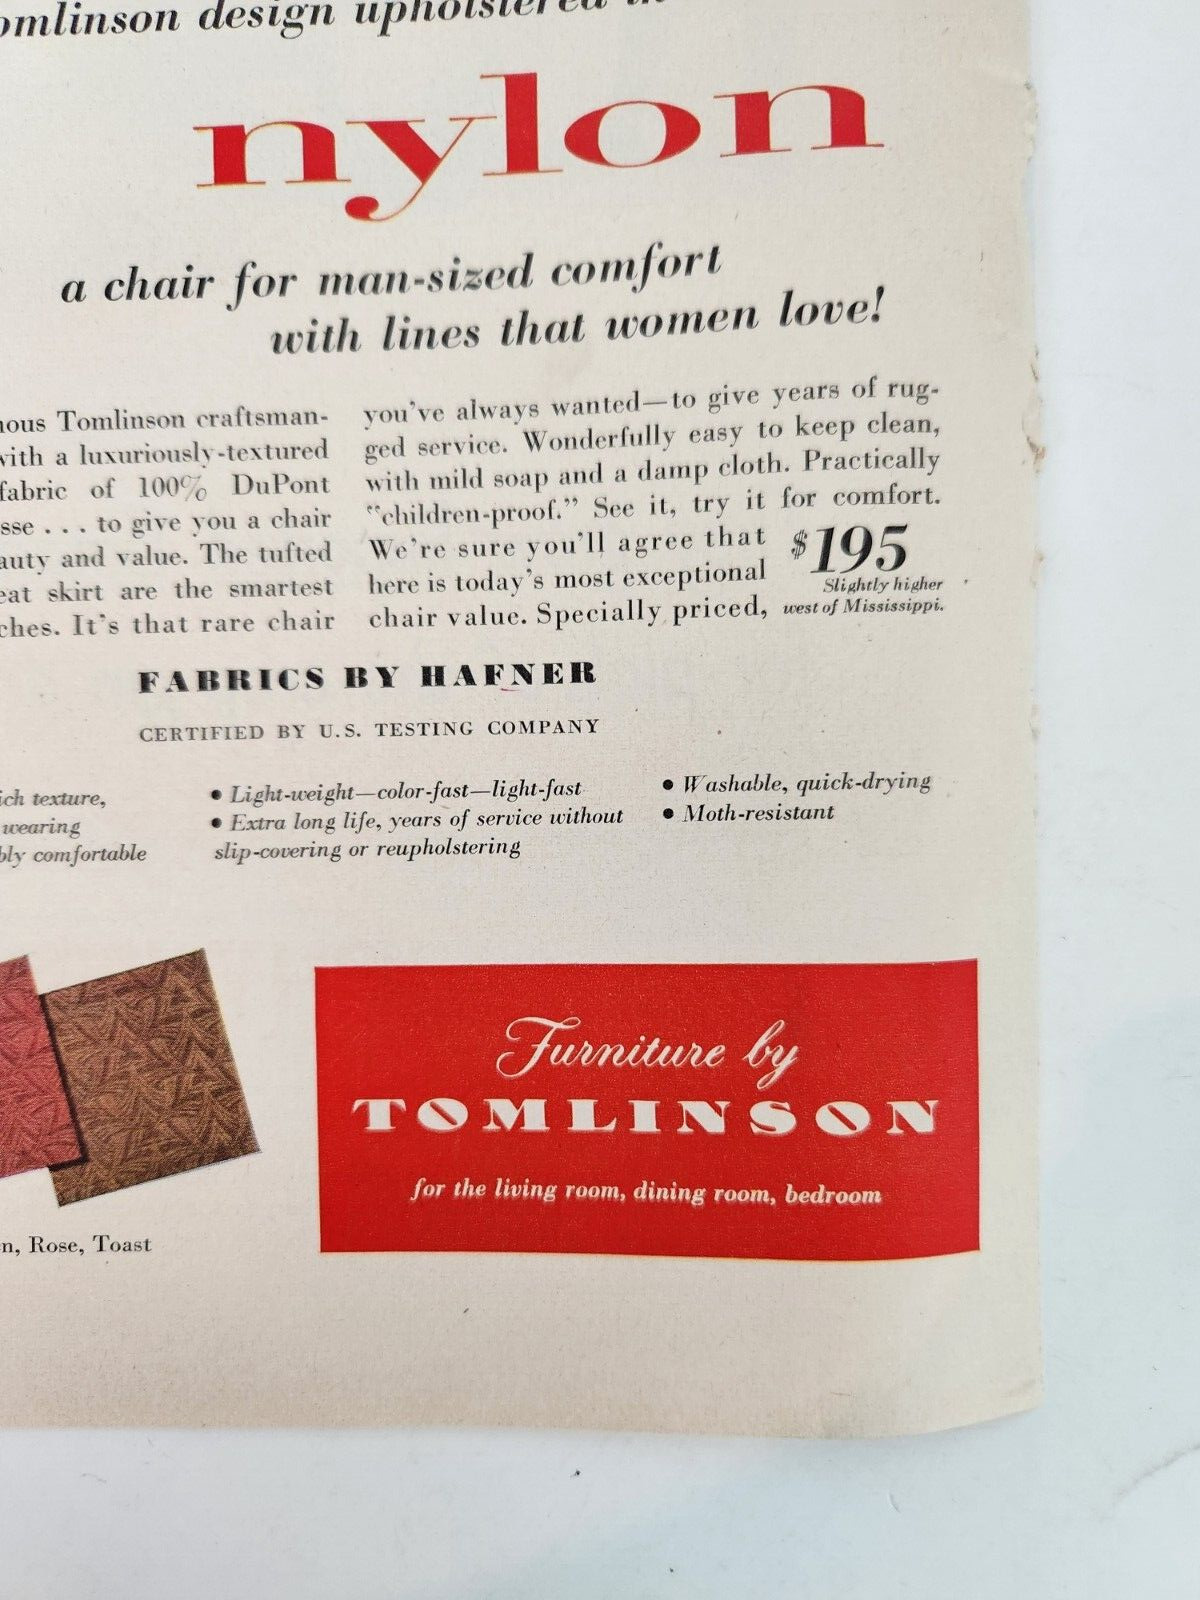 omlinson design upholstered in
nylon
a chair for man-sized comfort
with lines that women love!
nous Tomlinson craftsman-
with a luxuriously-textured
fabric of 100% DuPont
sse . . . to give you a chair
auty and value. The tufted
eat skirt are the smartest
ches. It's that rare chair
you've always wanted—to give years of rug-
ged service. Wonderfully easy to keep clean,
with mild soap and a damp cloth. Practically
"children-proof." See it, try it for comfort.
We're sure you'll agree that
here is today's most exceptional
chair value. Specially priced,
$195
Slightly higher
west of Mississippi.
FABRICS BY HAFNER
CERTIFIED BY U.S. TESTING COMPANY
ich texture,
wearing
bly comfortable
• Light-weight—color-fast—light-fast
• Extra long life, years of service without
slip-covering or reupholstering
• Washable, quick-drying
• Moth-resistant
n, Rose, Toast
Furniture by
TOMLINSON
for the living room, dining room, bedroom